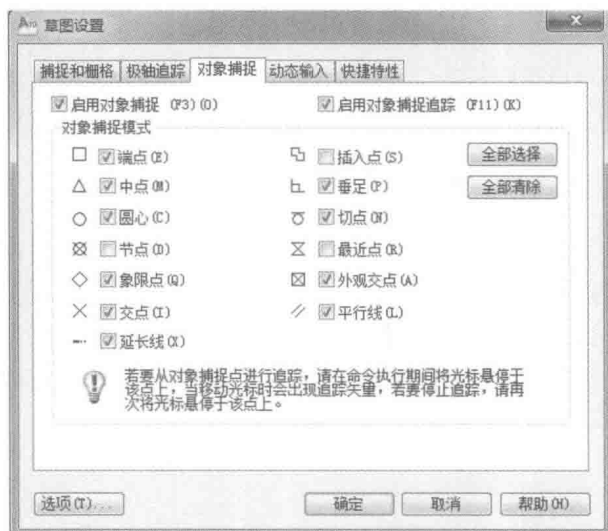 草图设置
捕捉和栅格 极轴追踪 对象捕捉 动态输入 快捷特性
启用对象捕捉 (F3)(O) 启用对象捕捉追踪 (F11)(K)
对象捕捉模式
端点(E) 插入点(S) 全部选择
中点(M) 垂足(P) 全部清除
圆心(C) 切点(N)
节点(D) 最近点(R)
象限点(Q) 外观交点(A)
交点(I) 平行线(L)
延长线(X)
若要从对象捕捉点进行追踪,请在命令执行期间将光标悬停于
该点上,当移动光标时会出现追踪矢量,若要停止追踪,请再
次将光标悬停于该点上。
选项(T)... 确定 取消 帮助(H)